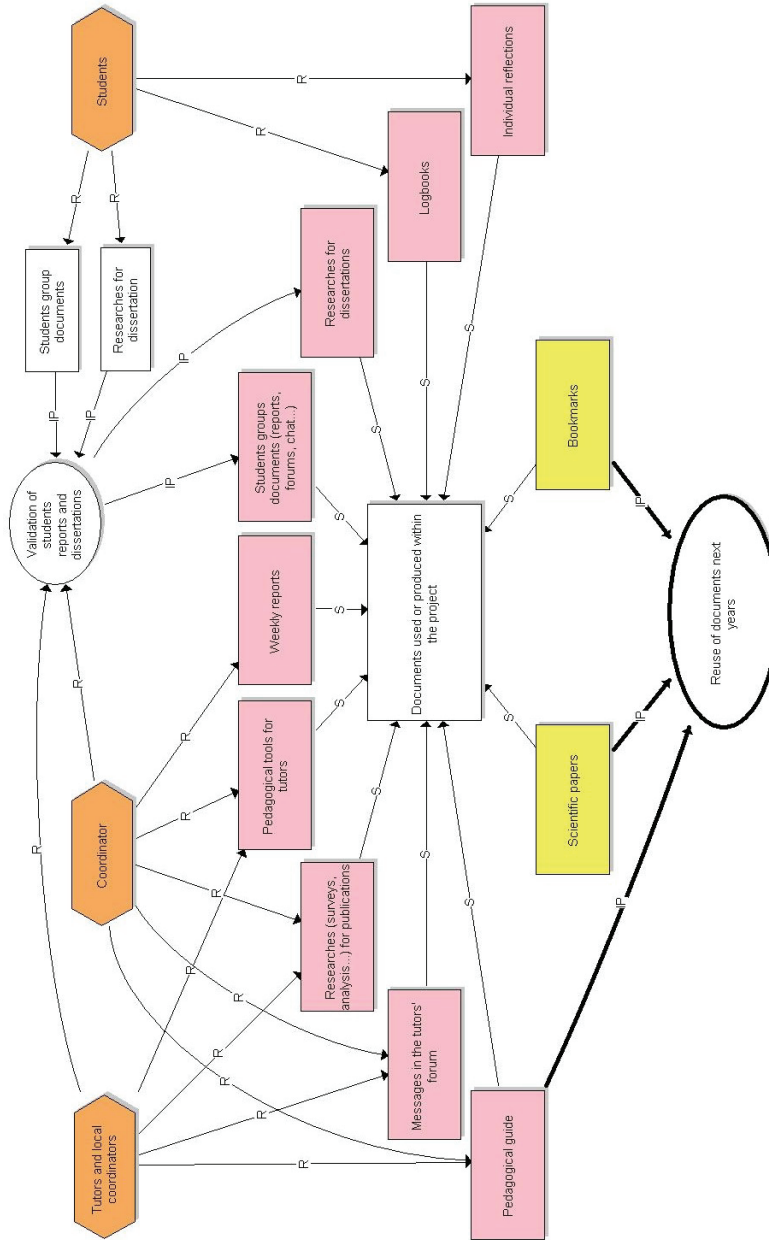 Validation of
students
reports and
dissertations
R
IP
Students group
documents
R
R
IP
Researches for
dissertation
R
Tutors and local
coordinators
Coordinator
Students
IP
IP
R
R
R
R
R
R
R
R
R
R
R
Pedagogical tools for
tutors
Weekly reports
Students groups
documents (reports,
forums, chat...)
Researches (surveys,
analysis...) for publications
Researches for
dissertations
S
S
S
S
S
Messages in the tutors'
forum
Logbooks
S
Documents used or produced within
the project
S
Pedagogical guide
Individual reflections
S
S
S
S
Scientific papers
Bookmarks
IP
IP
IP
Reuse of documents next
years